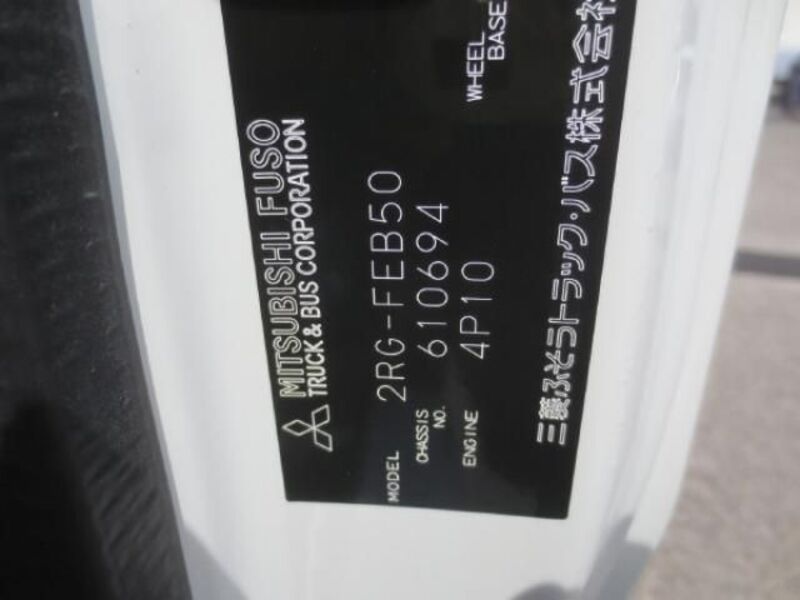 MITSUBISHI FUSO
TRUCK & BUS CORPORATION
MODEL 2RG-FEB50
CHASSIS NO. 610694
ENGINE 4P10
WHEEL BASE
三菱ふそうトラック・バス株式会社